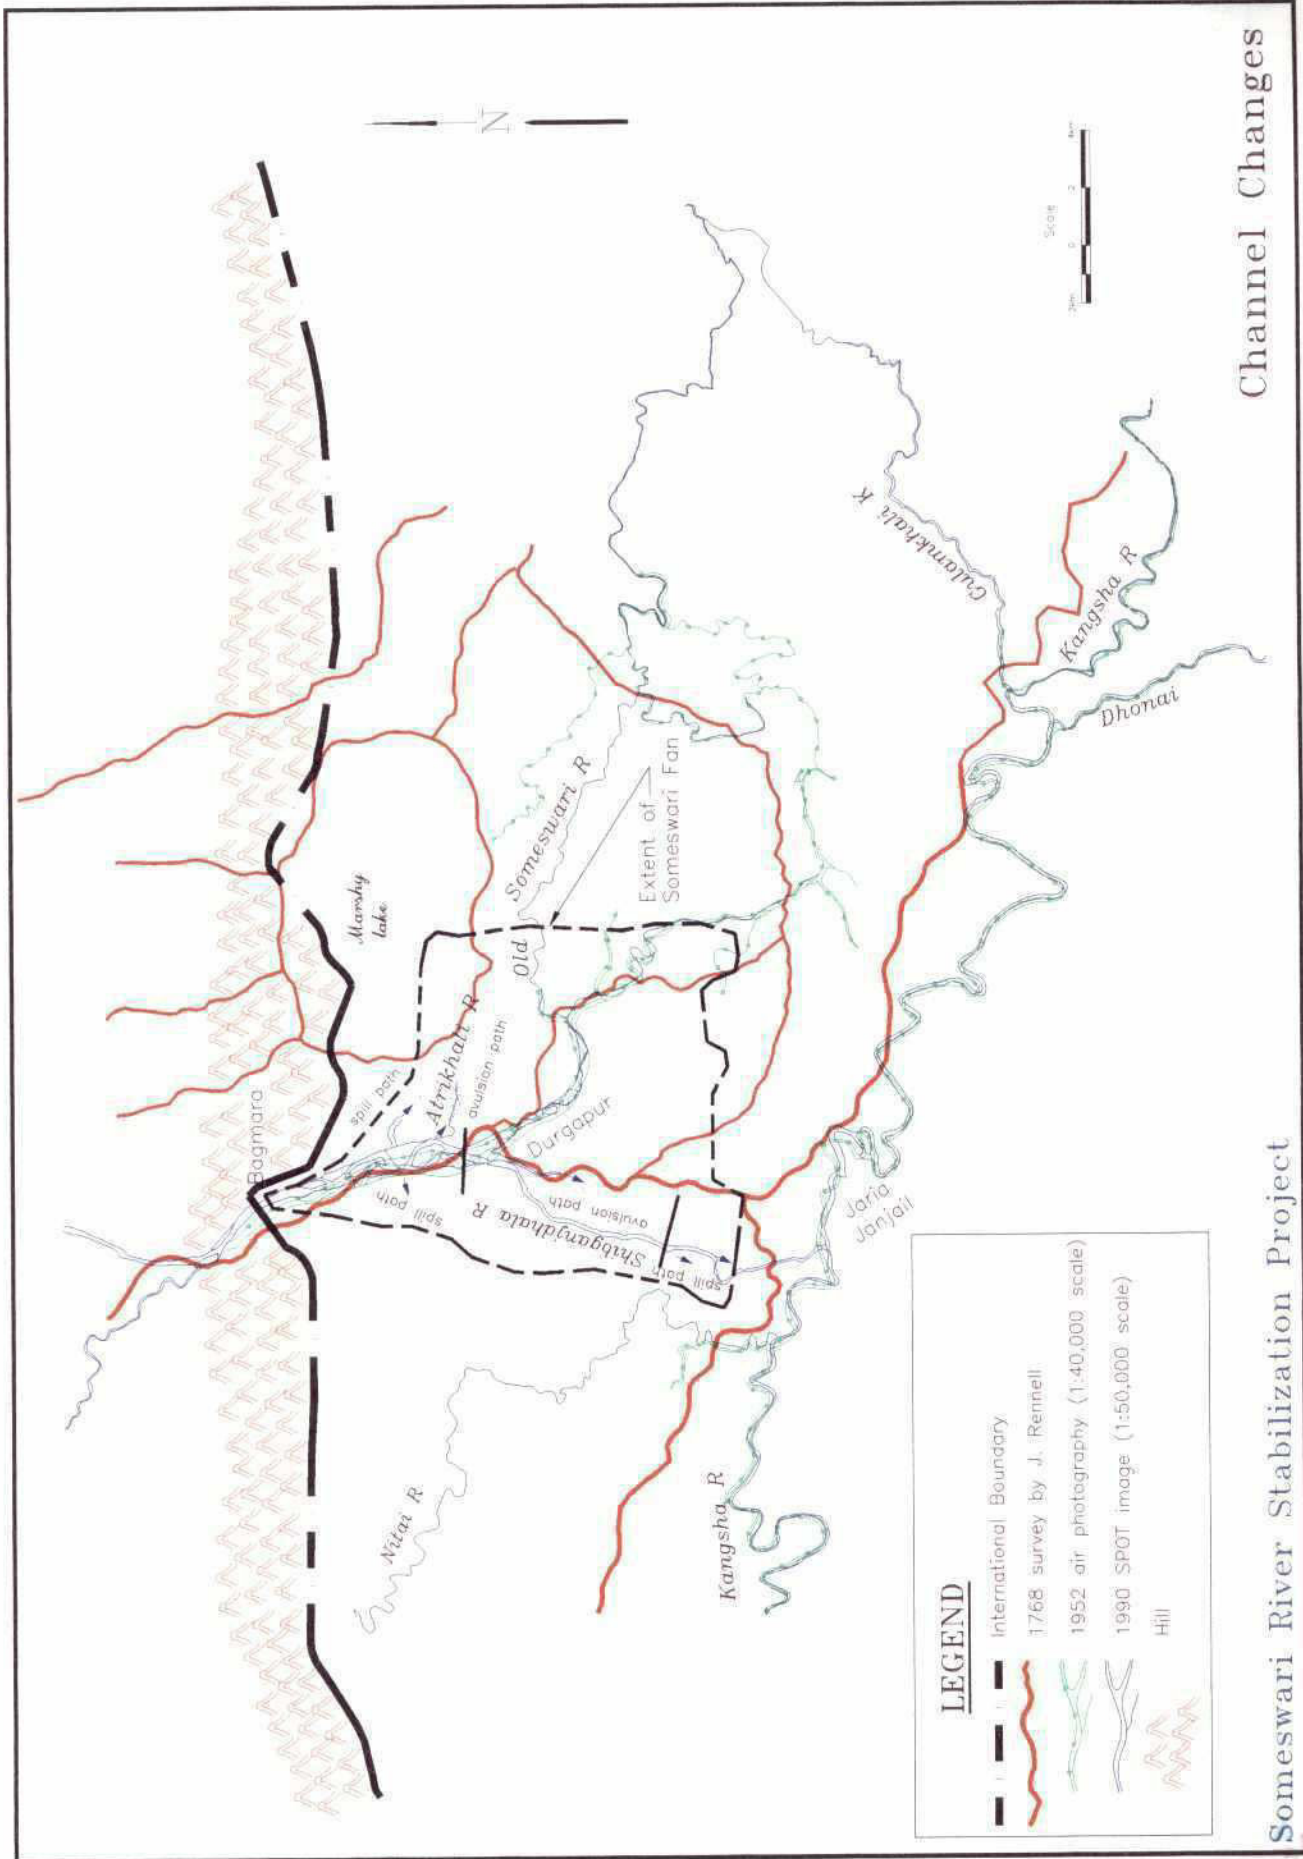 N
Bagmara
Marshy
lake
spill path
Atrikhali R
avulsion path
Old Someswari R
spill path
Durgapur
Shibganjdhala R
avulsion path
spill path
Extent of
Someswari Fan
Nitai R
Kangsha R
Jaria
Janjail
Gulamkhali K
Kangsha R
Dhonai
Scale
0
2
LEGEND
International Boundary
1768 survey by J. Rennell
1952 air photography (1:40,000 scale)
1990 SPOT image (1:50,000 scale)
Hill
Someswari River Stabilization Project
Channel Changes